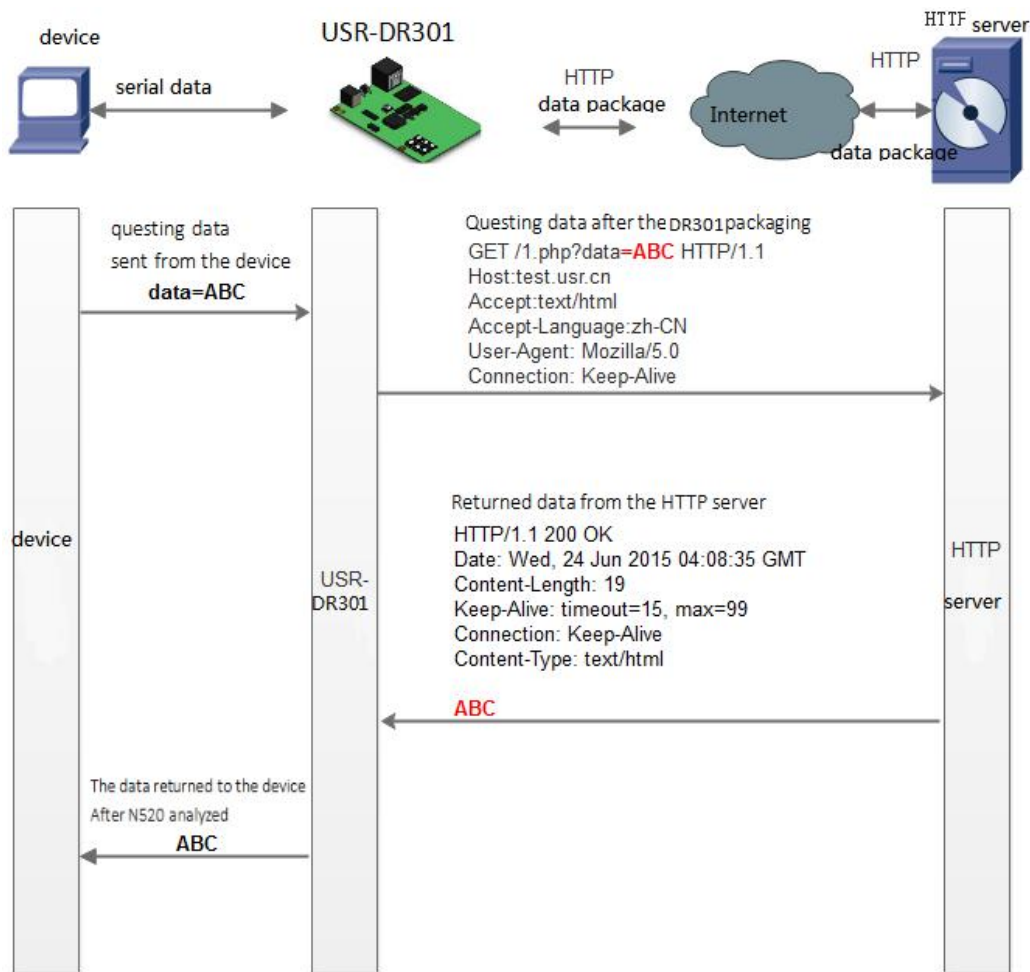 device
USR-DR301
HTTF server
serial data
HTTP
data package
Internet
HTTP
data package
questing data
sent from the device
data=ABC
Questing data after the DR301 packaging
GET /1.php?data=ABC HTTP/1.1
Host:test.usr.cn
Accept:text/html
Accept-Language:zh-CN
User-Agent: Mozilla/5.0
Connection: Keep-Alive
Returned data from the HTTP server
HTTP/1.1 200 OK
Date: Wed, 24 Jun 2015 04:08:35 GMT
Content-Length: 19
Keep-Alive: timeout=15, max=99
Connection: Keep-Alive
Content-Type: text/html
ABC
device
USR-
DR301
HTTP
server
The data returned to the device
After N520 analyzed
ABC